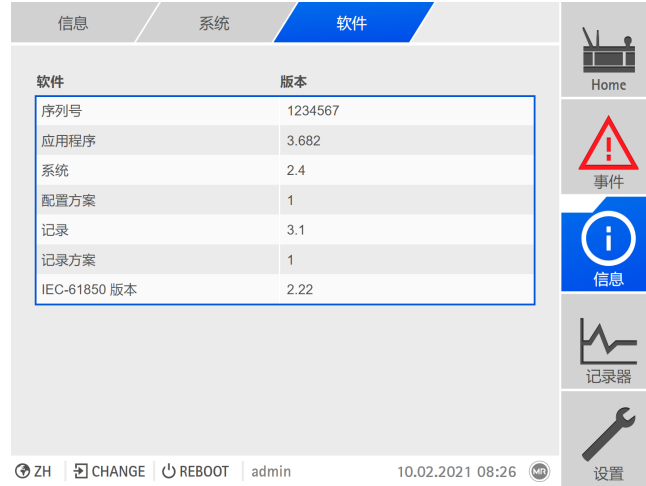 信息 系统 软件
Home
软件 版本
序列号 1234567
应用程序 3.682
事件
系统 2.4
配置方案 1
记录 3.1
记录方案 1
信息
IEC-61850 版本 2.22
记录器
ZH CHANGE REBOOT admin 10.02.2021 08:26 MR
设置